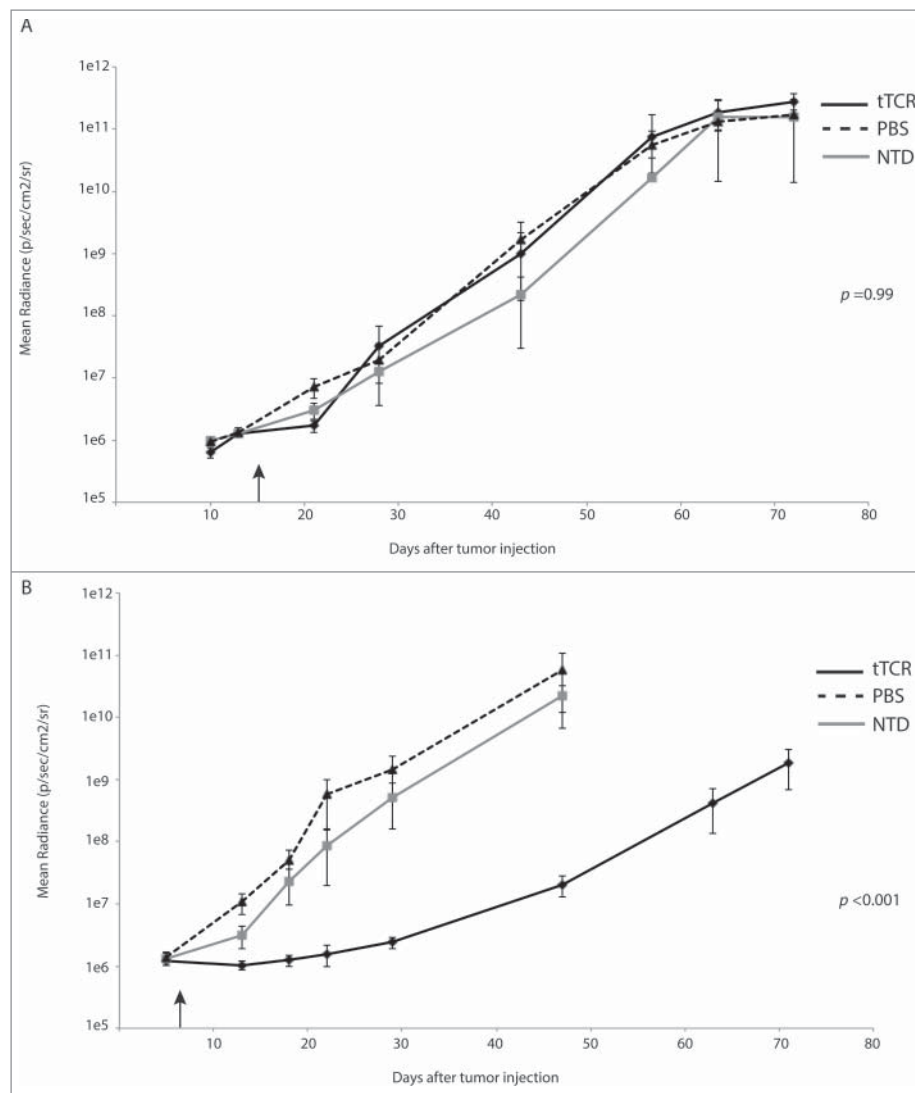 A
1e12
1e11
1e10
1e9
1e8
1e7
1e6
1e5
Mean Radiance (p/sec/cm2/sr)
10 20 30 40 50 60 70 80
Days after tumor injection
tTCR
PBS
NTD
p =0.99
B
1e12
1e11
1e10
1e9
1e8
1e7
1e6
1e5
Mean Radiance (p/sec/cm2/sr)
10 20 30 40 50 60 70 80
Days after tumor injection
tTCR
PBS
NTD
p <0.001